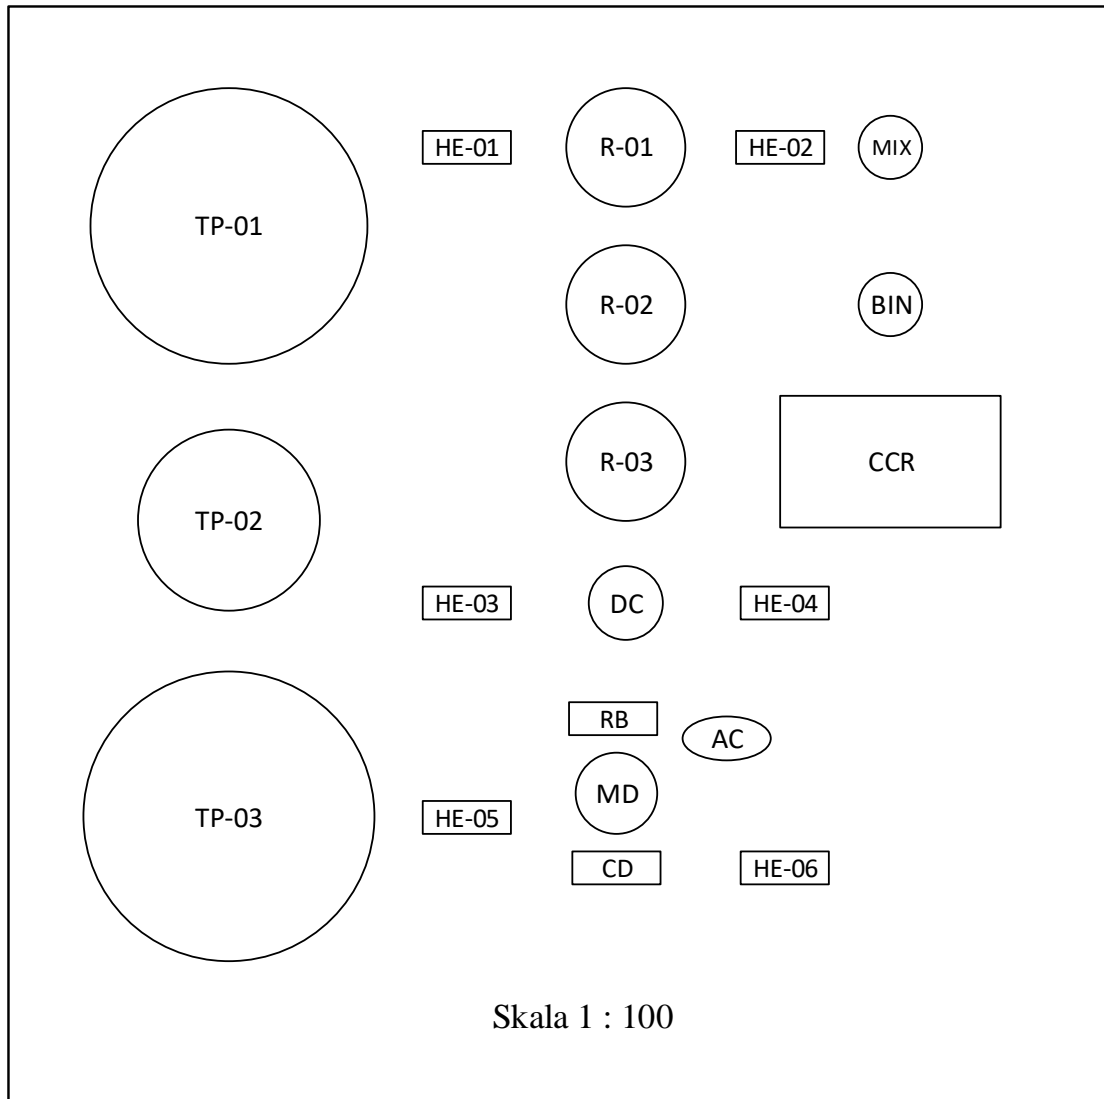 HE-01
R-01
HE-02
MIX
TP-01
R-02
BIN
R-03
CCR
TP-02
HE-03
DC
HE-04
RB
AC
MD
TP-03
HE-05
CD
HE-06
Skala 1 : 100